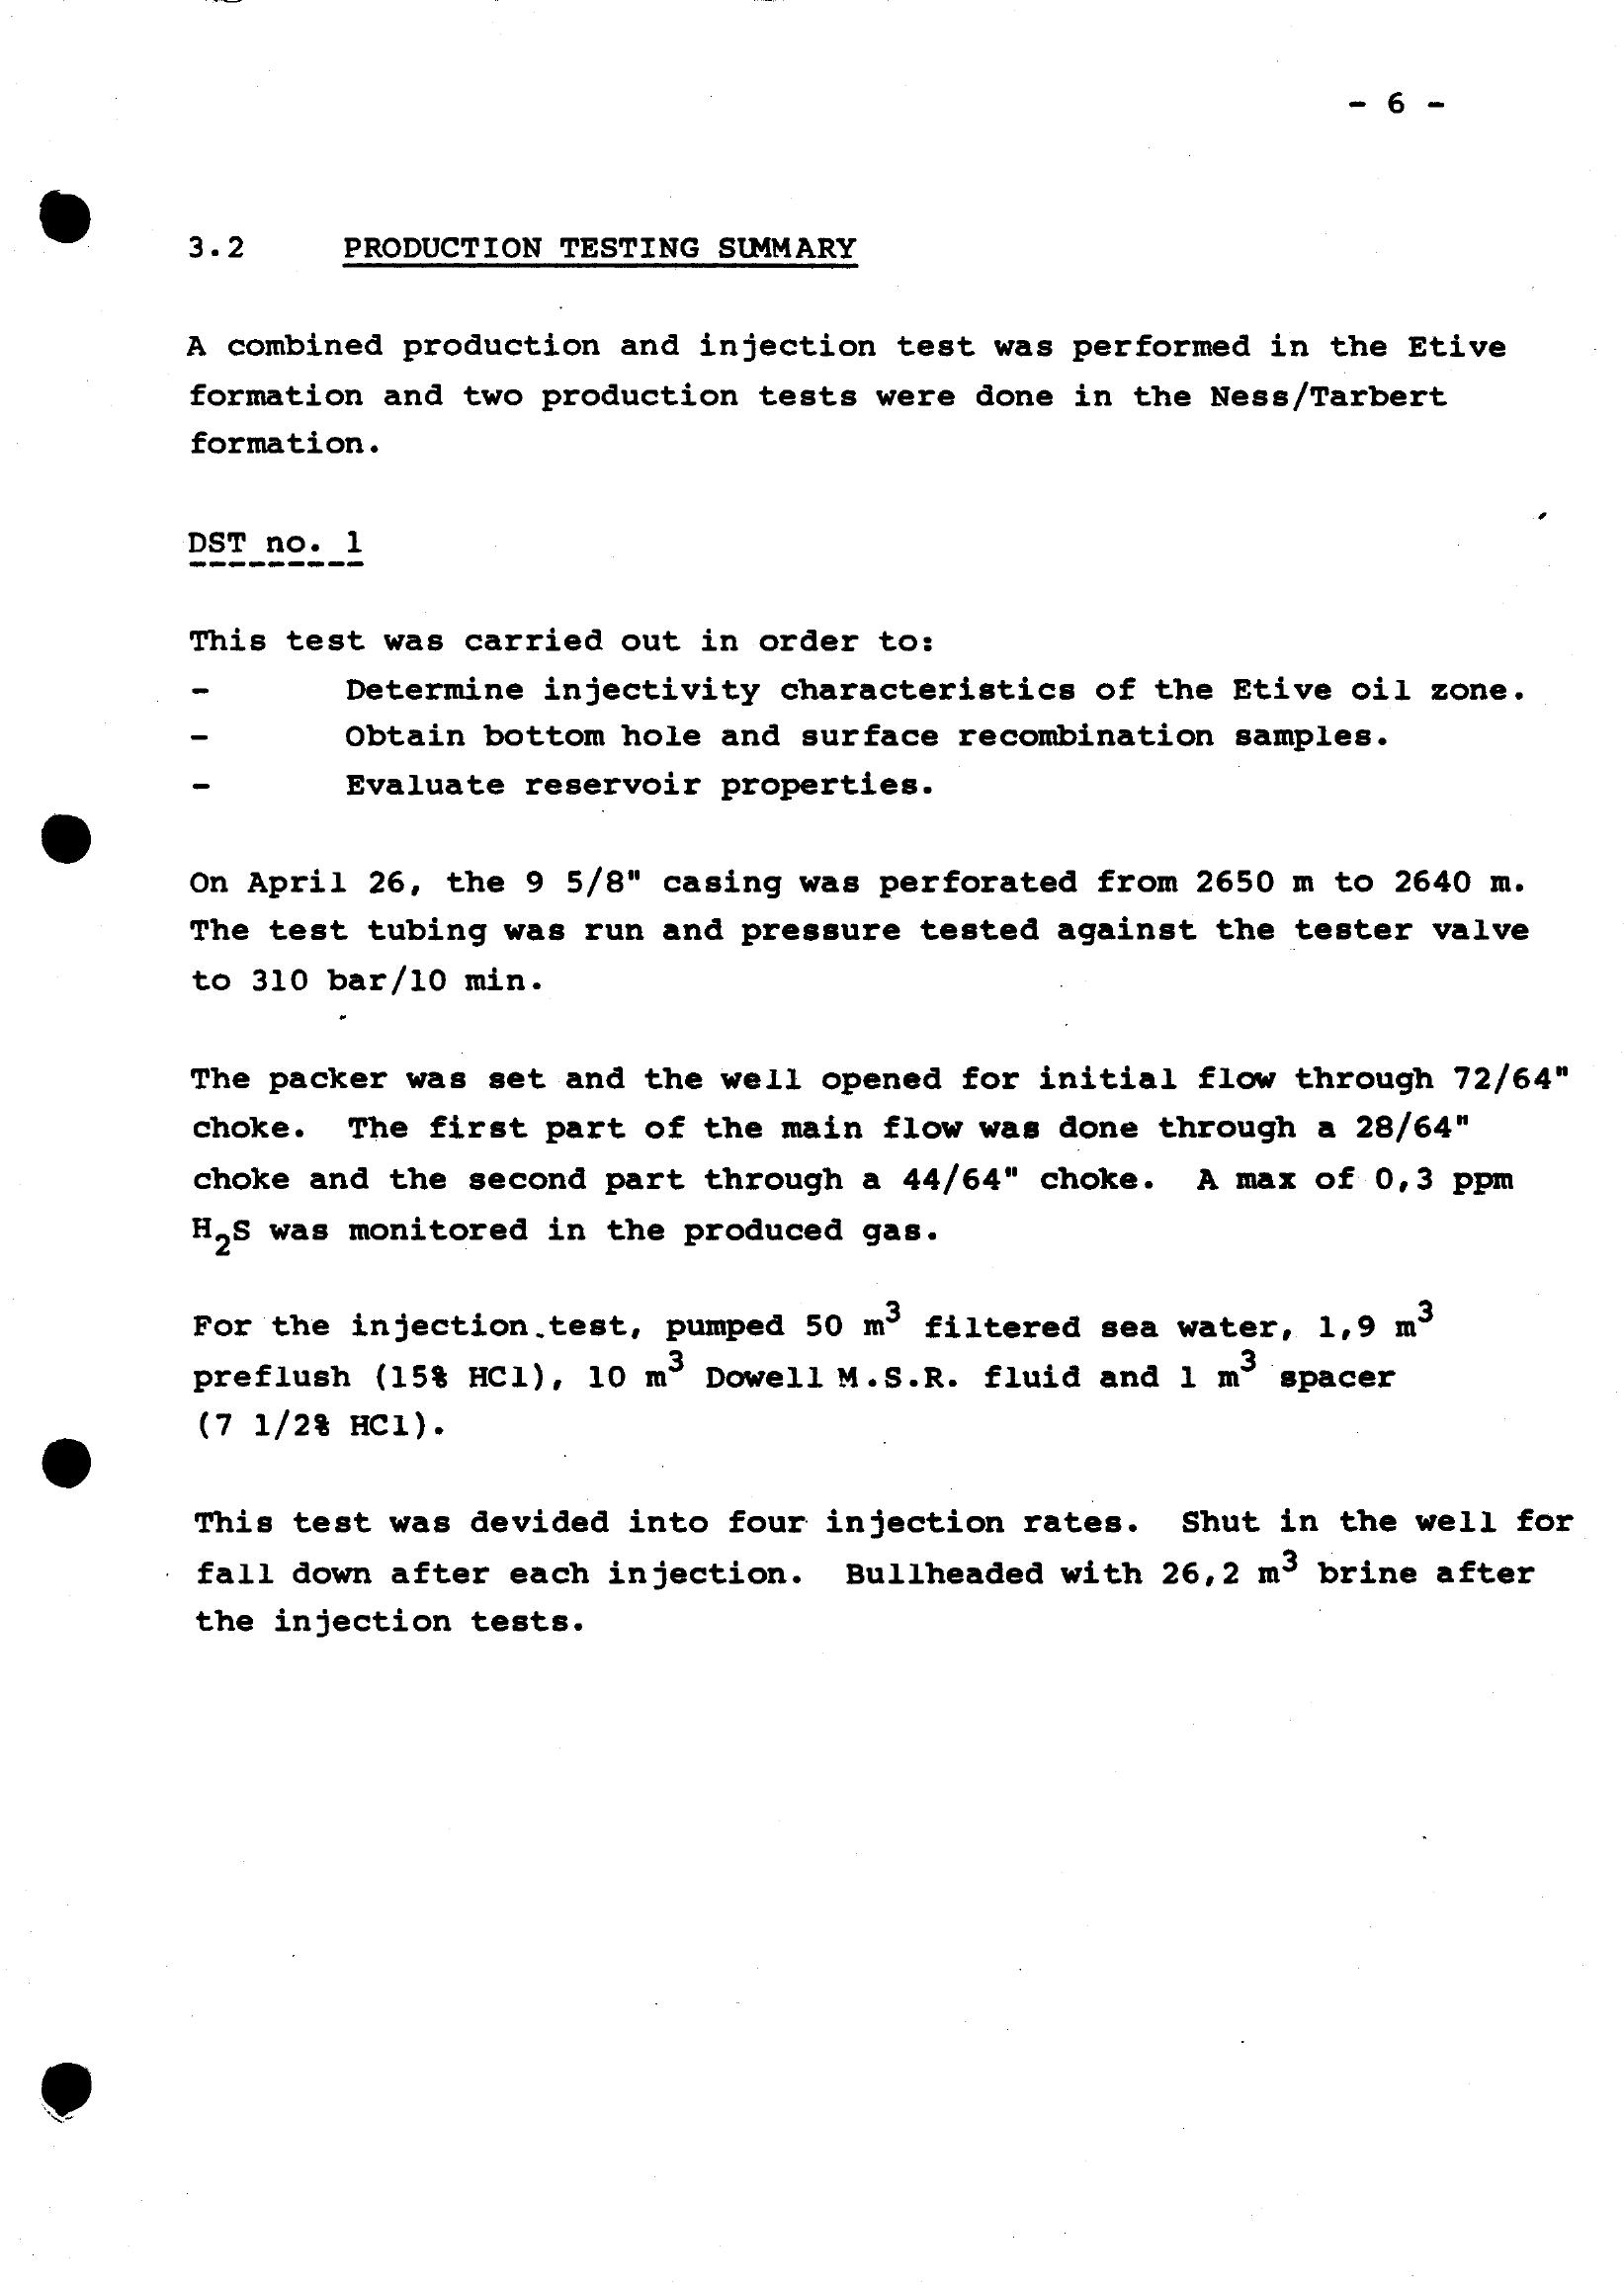 - 6 -
3.2 PRODUCTION TESTING SUMMARY
A combined production and injection test was performed in the Etive
formation and two production tests were done in the Ness/Tarbert
formation.
DST no. 1
This test was carried out in order to:
- Determine injectivity characteristics of the Etive oil zone.
- Obtain bottom hole and surface recombination samples.
- Evaluate reservoir properties.
On April 26, the 9 5/8" casing was perforated from 2650 m to 2640 m.
The test tubing was run and pressure tested against the tester valve
to 310 bar/10 min.
The packer was set and the well opened for initial flow through 72/64"
choke. The first part of the main flow was done through a 28/64"
choke and the second part through a 44/64" choke. A max of 0,3 ppm
H₂S was monitored in the produced gas.
For the injection test, pumped 50 m³ filtered sea water, 1,9 m³
preflush (15% HCl), 10 m³ Dowell M.S.R. fluid and 1 m³ spacer
(7 1/2% HCl).
This test was devided into four injection rates. Shut in the well for
fall down after each injection. Bullheaded with 26,2 m³ brine after
the injection tests.